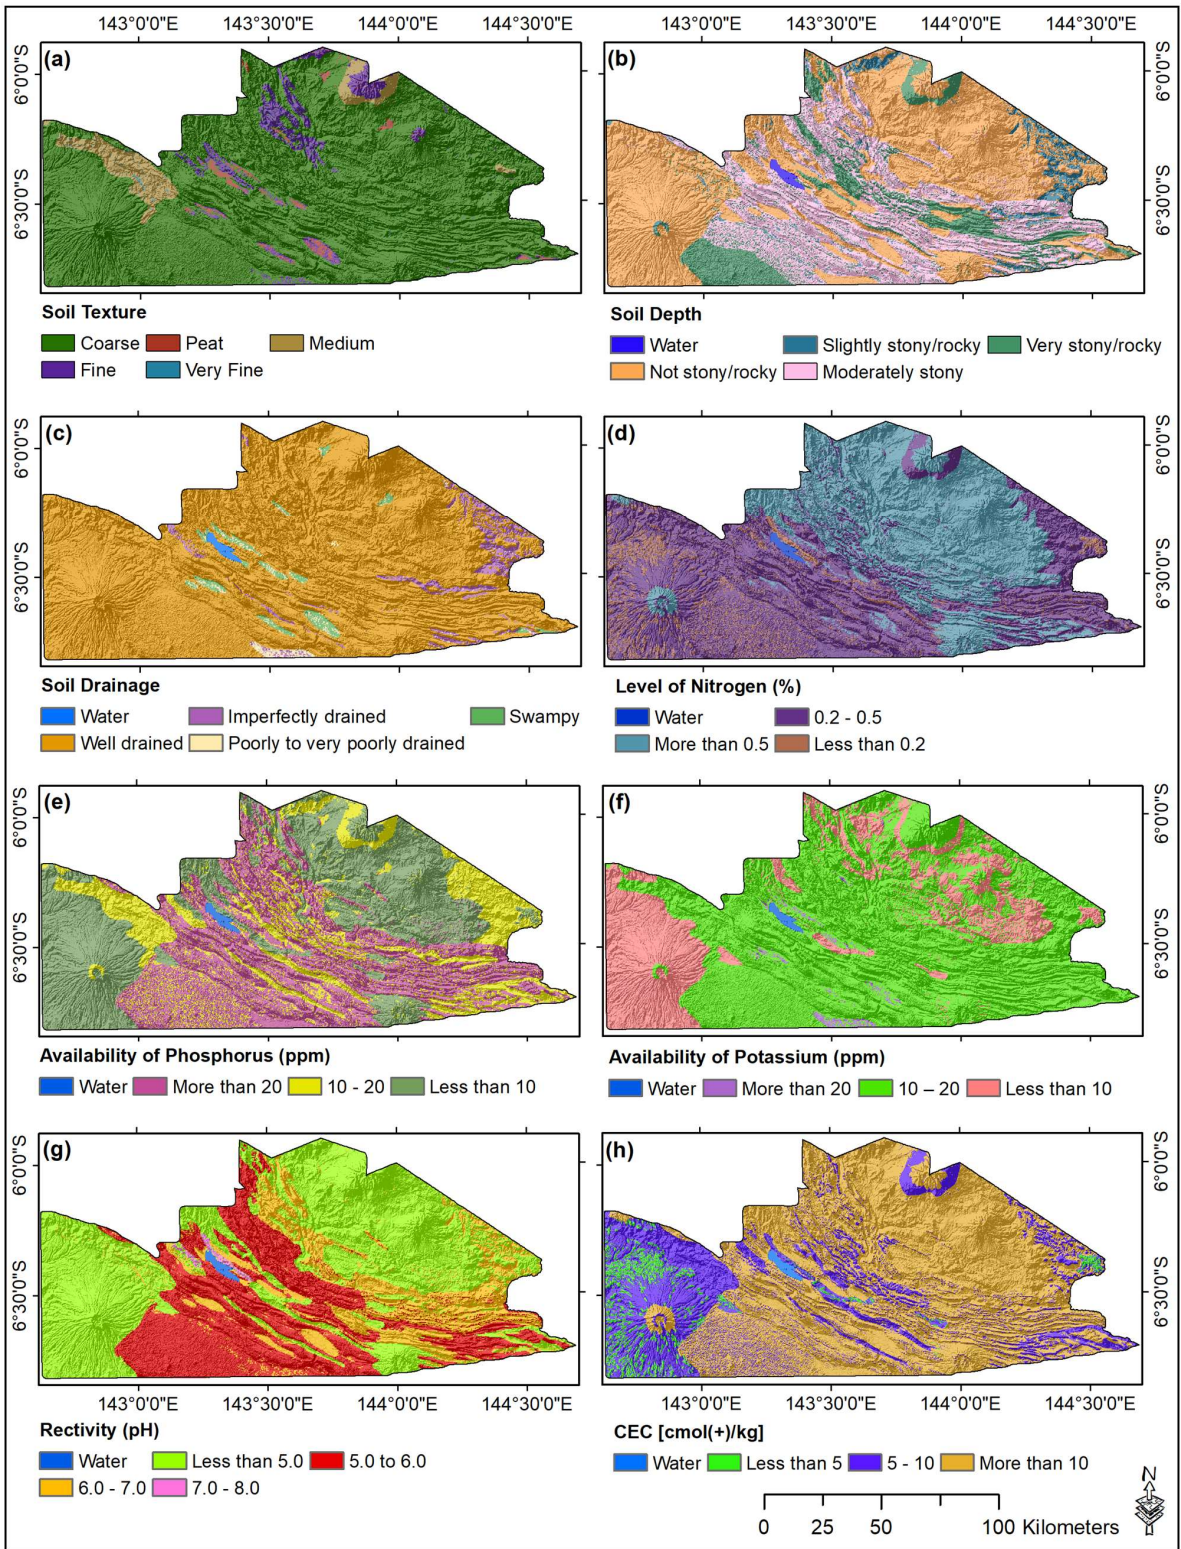 143°0'0"E 143°30'0"E 144°0'0"E 144°30'0"E 143°0'0"E 143°30'0"E 144°0'0"E 144°30'0"E
(a)
6°0'0"S
6°30'0"S
Soil Texture
Coarse Peat Medium
Fine Very Fine
(b)
6°0'0"S
6°30'0"S
Soil Depth
Water Slightly stony/rocky Very stony/rocky
Not stony/rocky Moderately stony
(c)
6°0'0"S
6°30'0"S
Soil Drainage
Water Imperfectly drained Swampy
Well drained Poorly to very poorly drained
(d)
6°0'0"S
6°30'0"S
Level of Nitrogen (%)
Water 0.2 - 0.5
More than 0.5 Less than 0.2
(e)
6°0'0"S
6°30'0"S
Availability of Phosphorus (ppm)
Water More than 20 10 - 20 Less than 10
(f)
6°0'0"S
6°30'0"S
Availability of Potassium (ppm)
Water More than 20 10 – 20 Less than 10
(g)
6°0'0"S
6°30'0"S
143°0'0"E 143°30'0"E 144°0'0"E 144°30'0"E
Rectivity (pH)
Water Less than 5.0 5.0 to 6.0
6.0 - 7.0 7.0 - 8.0
(h)
6°0'0"S
6°30'0"S
143°0'0"E 143°30'0"E 144°0'0"E 144°30'0"E
CEC [cmol(+)/kg]
Water Less than 5 5 - 10 More than 10
N
0 25 50 100 Kilometers